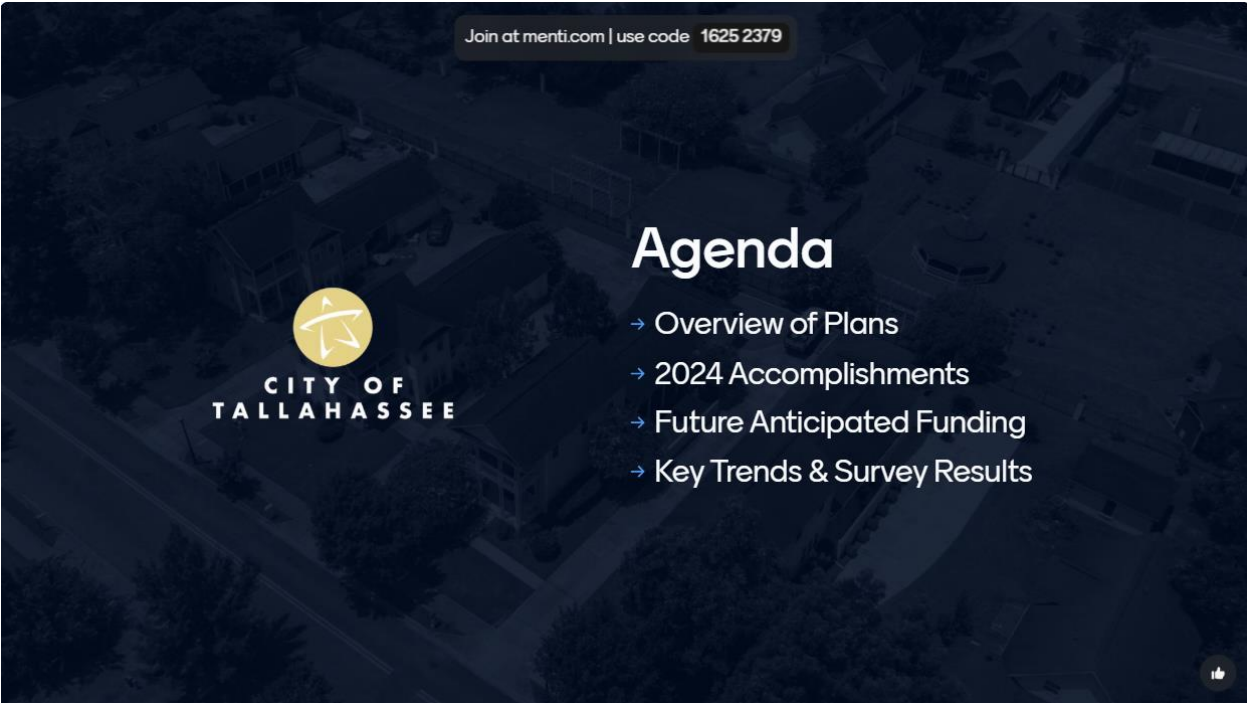 Join at menti.com | use code 1625 2379
Agenda
→ Overview of Plans
→ 2024 Accomplishments
→ Future Anticipated Funding
→ Key Trends & Survey Results
CITY OF
TALLAHASSEE